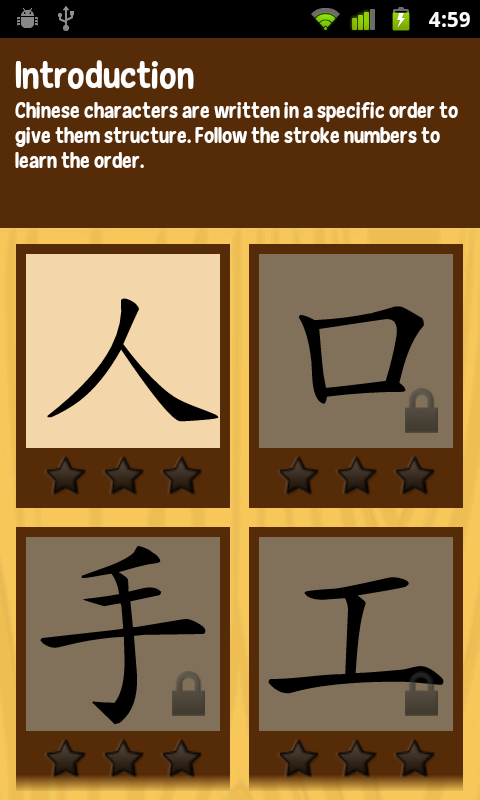 4:59
Introduction
Chinese characters are written in a specific order to
give them structure. Follow the stroke numbers to
learn the order.
人
口
手
工